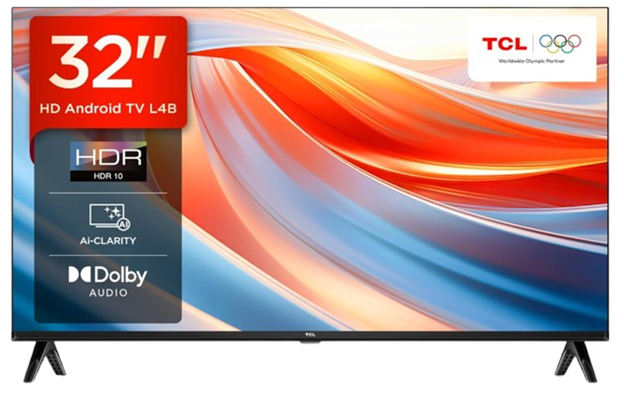 32"
HD Android TV L4B
HDR
HDR 10
AI
Ai-CLARITY
Dolby
AUDIO
TCL
Worldwide Olympic Partner
TCL